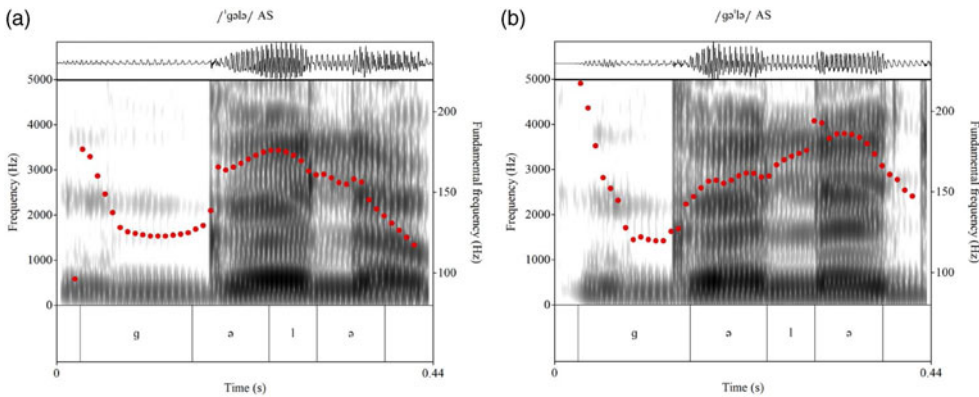 (a)
/ˈgələ/ AS
5000
4000
3000
2000
1000
0
Frequency (Hz)
200
150
100
Fundamental frequency (Hz)
g
ə
l
ə
0
Time (s)
0.44
(b)
/gəˈlə/ AS
5000
4000
3000
2000
1000
0
Frequency (Hz)
200
150
100
Fundamental frequency (Hz)
g
ə
l
ə
0
Time (s)
0.44